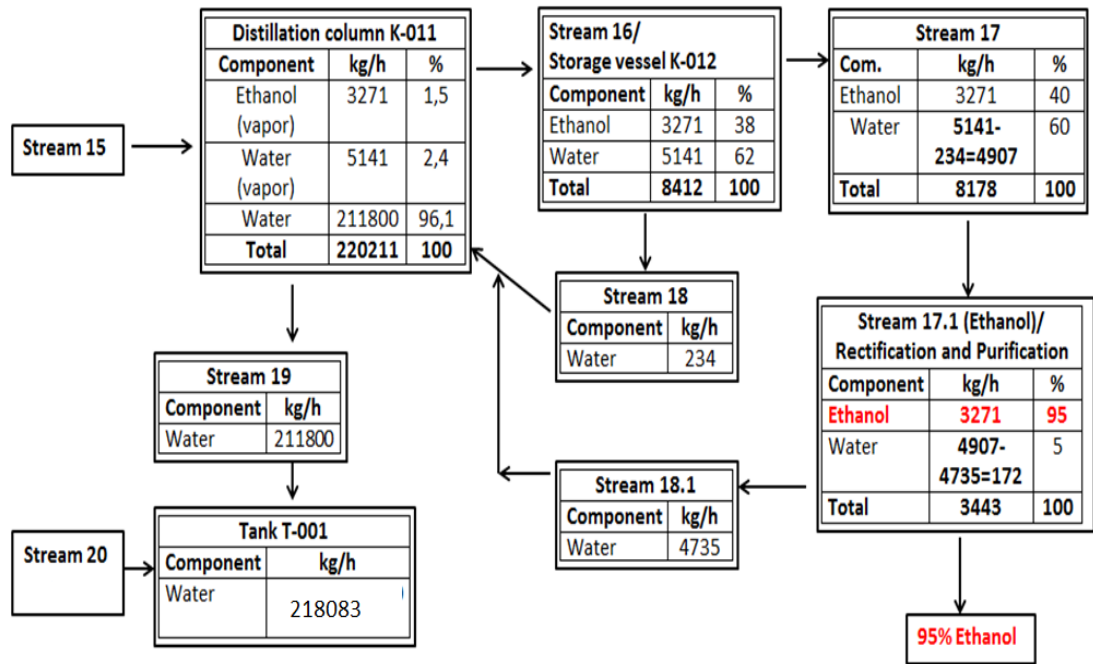 Stream 15
Distillation column K-011
Component kg/h %
Ethanol 3271 1,5
(vapor)
Water 5141 2,4
(vapor)
Water 211800 96,1
Total 220211 100
Stream 16/
Storage vessel K-012
Component kg/h %
Ethanol 3271 38
Water 5141 62
Total 8412 100
Stream 17
Com. kg/h %
Ethanol 3271 40
Water 5141- 60
234=4907
Total 8178 100
Stream 18
Component kg/h
Water 234
Stream 17.1 (Ethanol)/
Rectification and Purification
Component kg/h %
Ethanol 3271 95
Water 4907- 5
4735=172
Total 3443 100
Stream 19
Component kg/h
Water 211800
Stream 18.1
Component kg/h
Water 4735
Stream 20
Tank T-001
Component kg/h
Water
218083
95% Ethanol